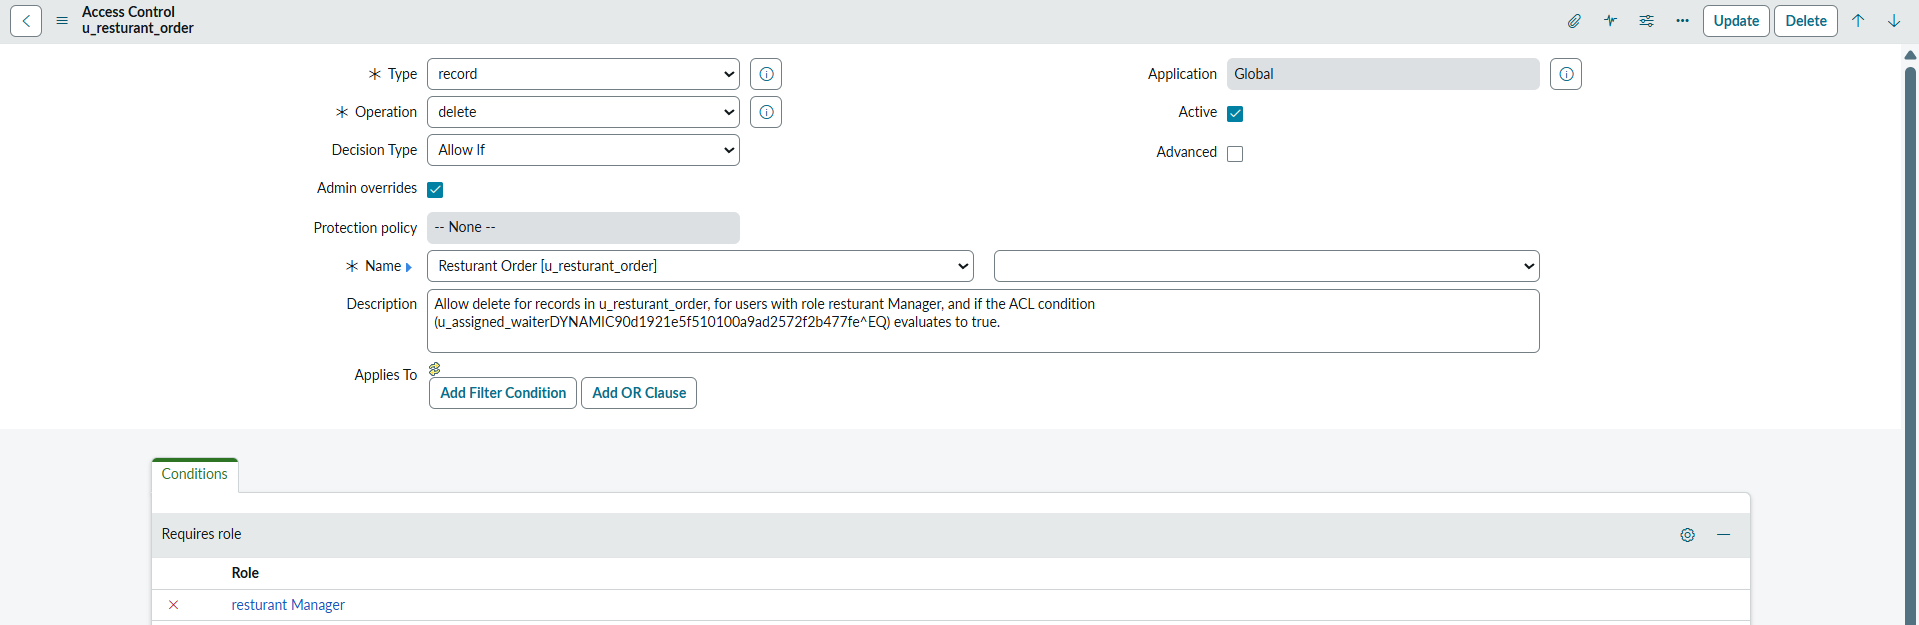 Access Control
u_resturant_order
Update
Delete
Type
record
Application
Global
Operation
delete
Active
Decision Type
Allow If
Advanced
Admin overrides
Protection policy
-- None --
Name
Resturant Order [u_resturant_order]
Description
Allow delete for records in u_resturant_order, for users with role resturant Manager, and if the ACL condition
(u_assigned_waiterDYNAMIC90d1921e5f510100a9ad2572f2b477fe^EQ) evaluates to true.
Applies To
Add Filter Condition
Add OR Clause
Conditions
Requires role
Role
resturant Manager